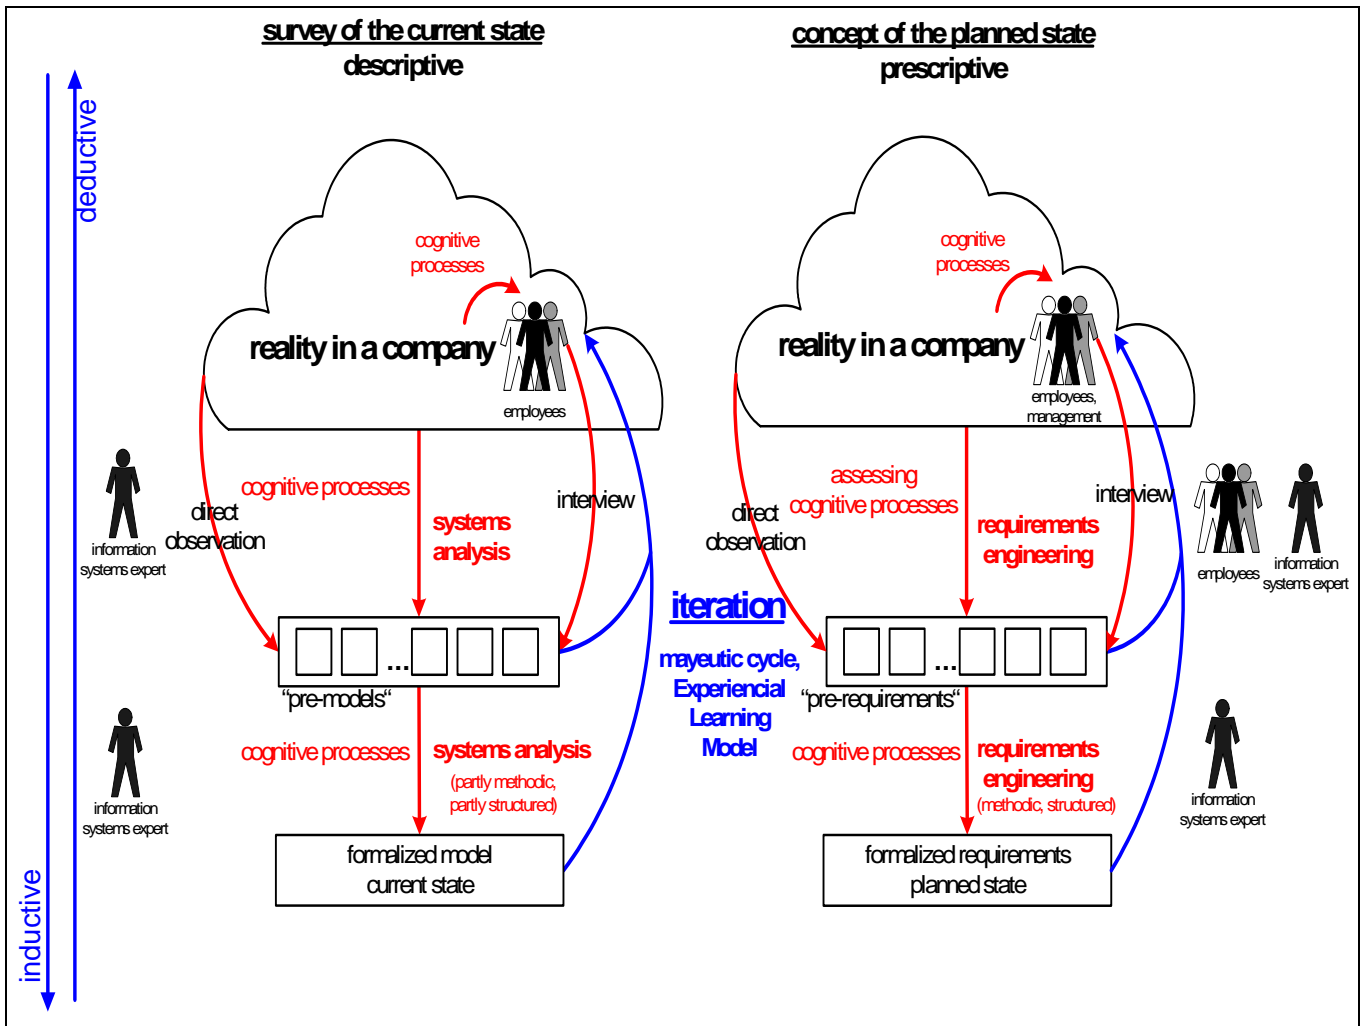 survey of the current state
descriptive
concept of the planned state
prescriptive
deductive
inductive
cognitive
processes
reality in a company
employees
cognitive processes
direct
observation
interview
systems
analysis
information
systems expert
...
“pre-models“
cognitive processes
systems analysis
(partly methodic,
partly structured)
information
systems expert
formalized model
current state
iteration
mayeutic cycle,
Experiencial
Learning
Model
cognitive
processes
reality in a company
employees,
management
assessing
cognitive processes
direct
observation
interview
requirements
engineering
employees
information
systems expert
...
“pre-requirements“
cognitive processes
requirements
engineering
(methodic, structured)
information
systems expert
formalized requirements
planned state